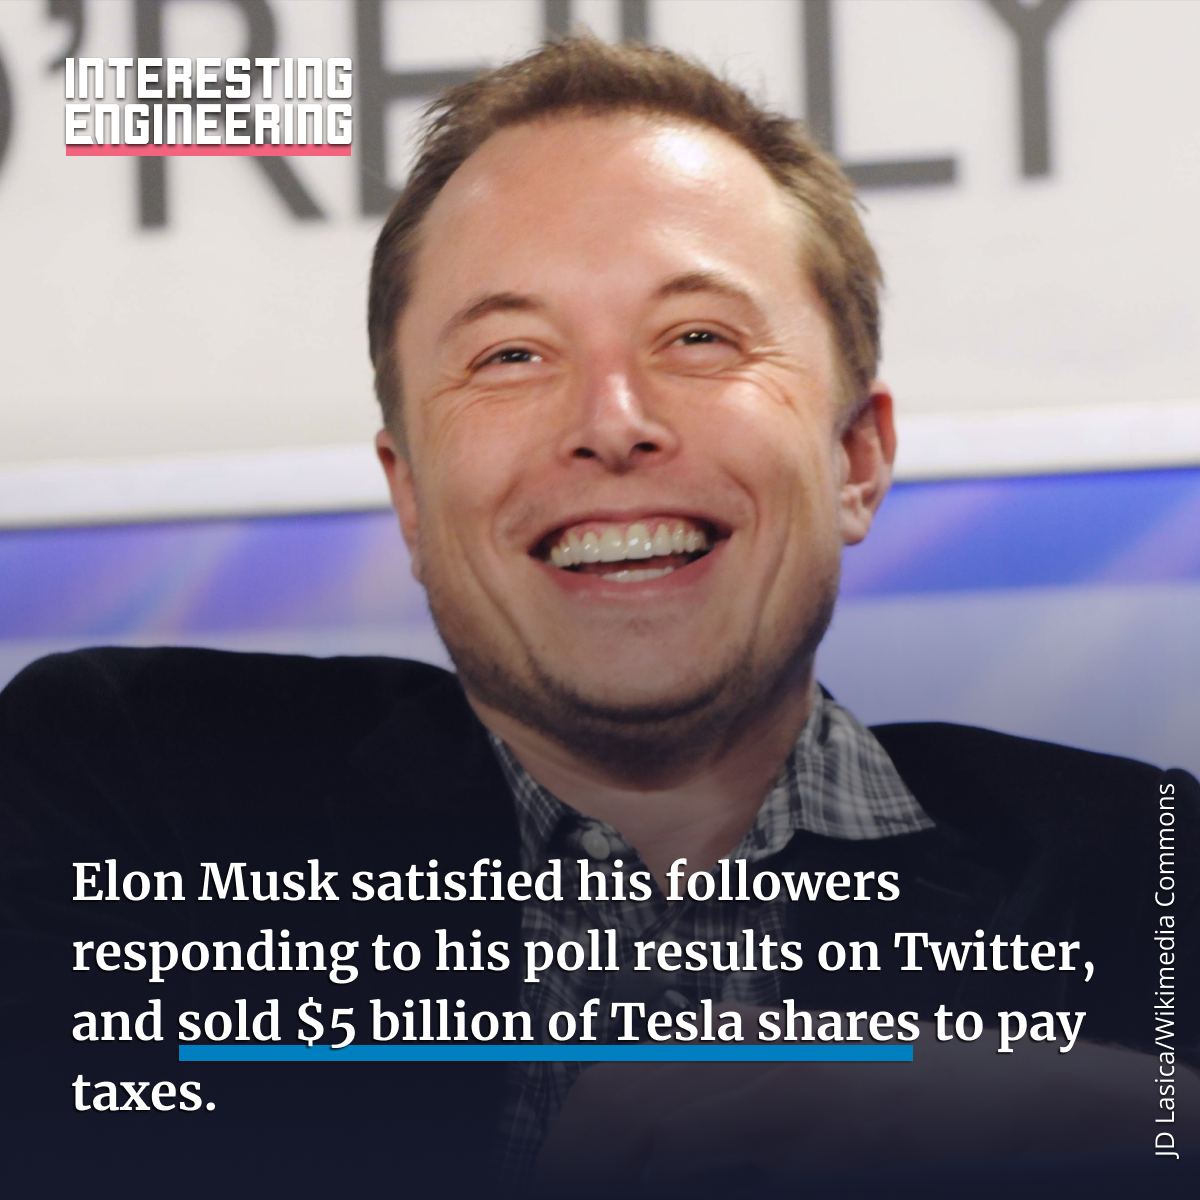 O'REILLY
INTERESTING
ENGINEERING
Elon Musk satisfied his followers
responding to his poll results on Twitter,
and sold $5 billion of Tesla shares to pay
taxes.
JD Lasica/Wikimedia Commons